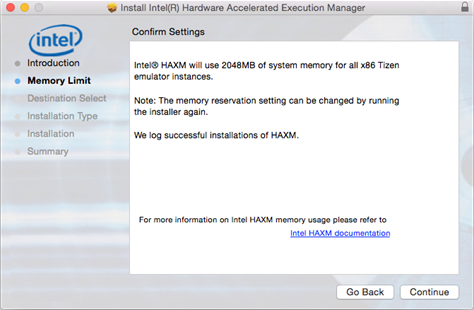 Install Intel(R) Hardware Accelerated Execution Manager
intel
Confirm Settings
Introduction
Memory Limit
Destination Select
Installation Type
Installation
Summary
Intel® HAXM will use 2048MB of system memory for all x86 Tizen
emulator instances.
Note: The memory reservation setting can be changed by running
the installer again.
We log successful installations of HAXM.
For more information on Intel HAXM memory usage please refer to
Intel HAXM documentation
Go Back
Continue